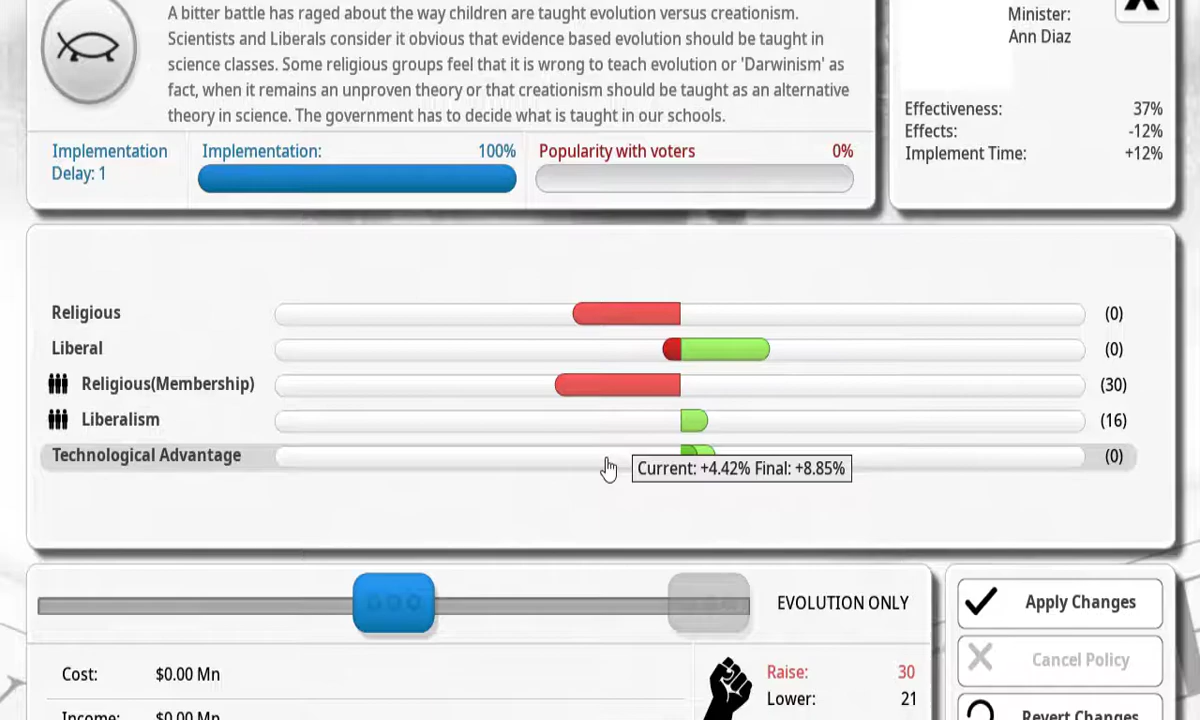 A bitter battle has raged about the way children are taught evolution versus creationism.
Scientists and Liberals consider it obvious that evidence based evolution should be taught in
science classes. Some religious groups feel that it is wrong to teach evolution or 'Darwinism' as
fact, when it remains an unproven theory or that creationism should be taught as an alternative
theory in science. The government has to decide what is taught in our schools.
Minister:
Ann Diaz
Effectiveness: 37%
Effects: -12%
Implement Time: +12%
Implementation
Delay: 1
Implementation: 100%
Popularity with voters 0%
Religious (0)
Liberal (0)
Religious(Membership) (30)
Liberalism (16)
Technological Advantage (0)
Current: +4.42% Final: +8.85%
EVOLUTION ONLY
Apply Changes
Cancel Policy
Revert Changes
Cost: $0.00 Mn
Income: $0.00 Mn
Raise: 30
Lower: 21